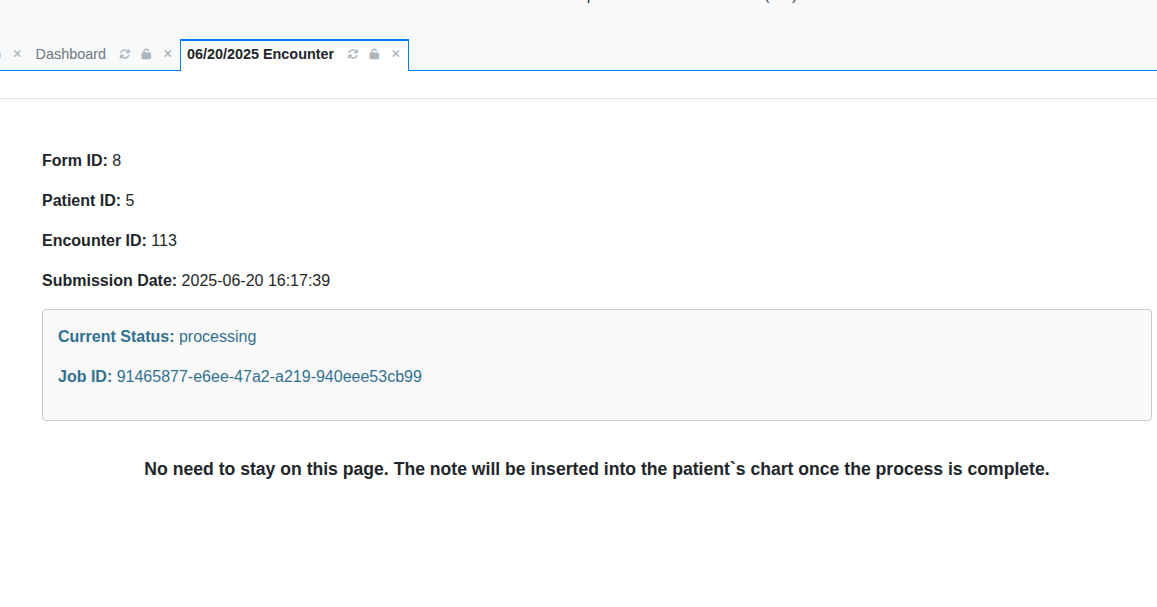 Dashboard 06/20/2025 Encounter
Form ID: 8
Patient ID: 5
Encounter ID: 113
Submission Date: 2025-06-20 16:17:39
Current Status: processing
Job ID: 91465877-e6ee-47a2-a219-940eee53cb99
No need to stay on this page. The note will be inserted into the patient`s chart once the process is complete.